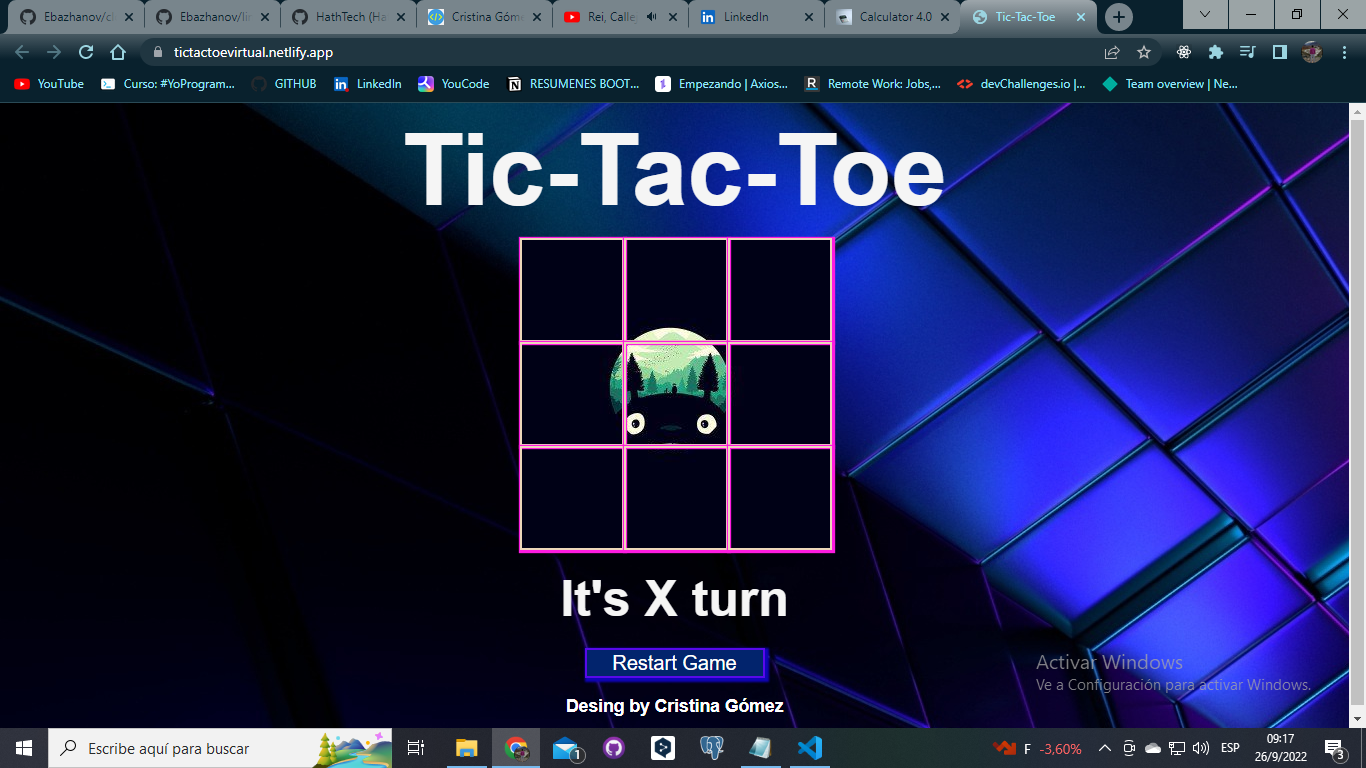 Ebazhanov/cl
Ebazhanov/lin
HathTech (Ha
Cristina Góme
Rei, Calle
LinkedIn
Calculator 4.0
Tic-Tac-Toe
tictactoevirtual.netlify.app
YouTube
Curso: #YoProgram...
GITHUB
LinkedIn
YouCode
RESUMENES BOOT...
Empezando | Axios...
Remote Work: Jobs,...
devChallenges.io |...
Team overview | Ne...
Tic-Tac-Toe
It's X turn
Restart Game
Desing by Cristina Gómez
Activar Windows
Ve a Configuración para activar Windows.
Escribe aquí para buscar
1
F -3,60%
ESP
09:17
26/9/2022
3